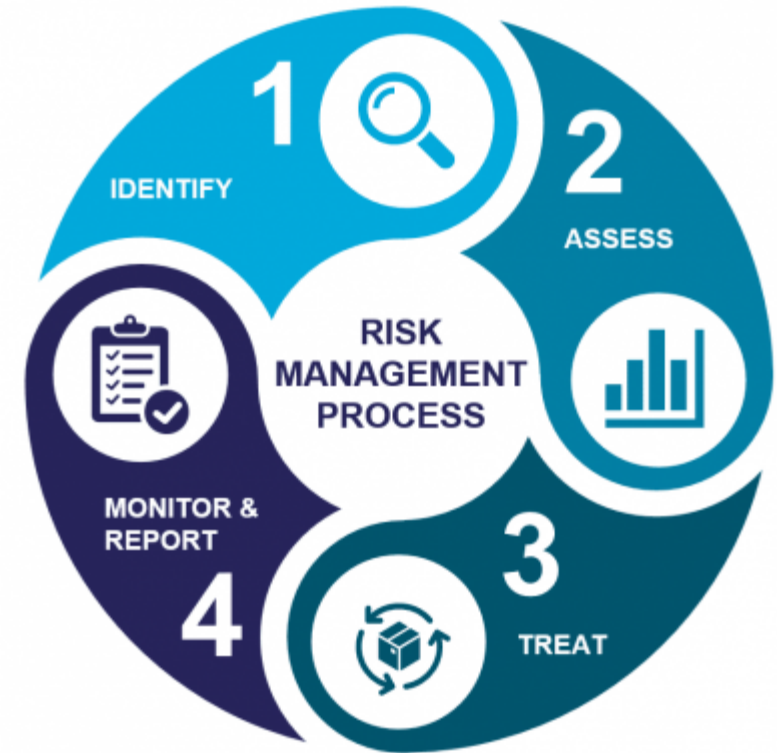 1
IDENTIFY
2
ASSESS
RISK
MANAGEMENT
PROCESS
3
TREAT
MONITOR &
REPORT
4